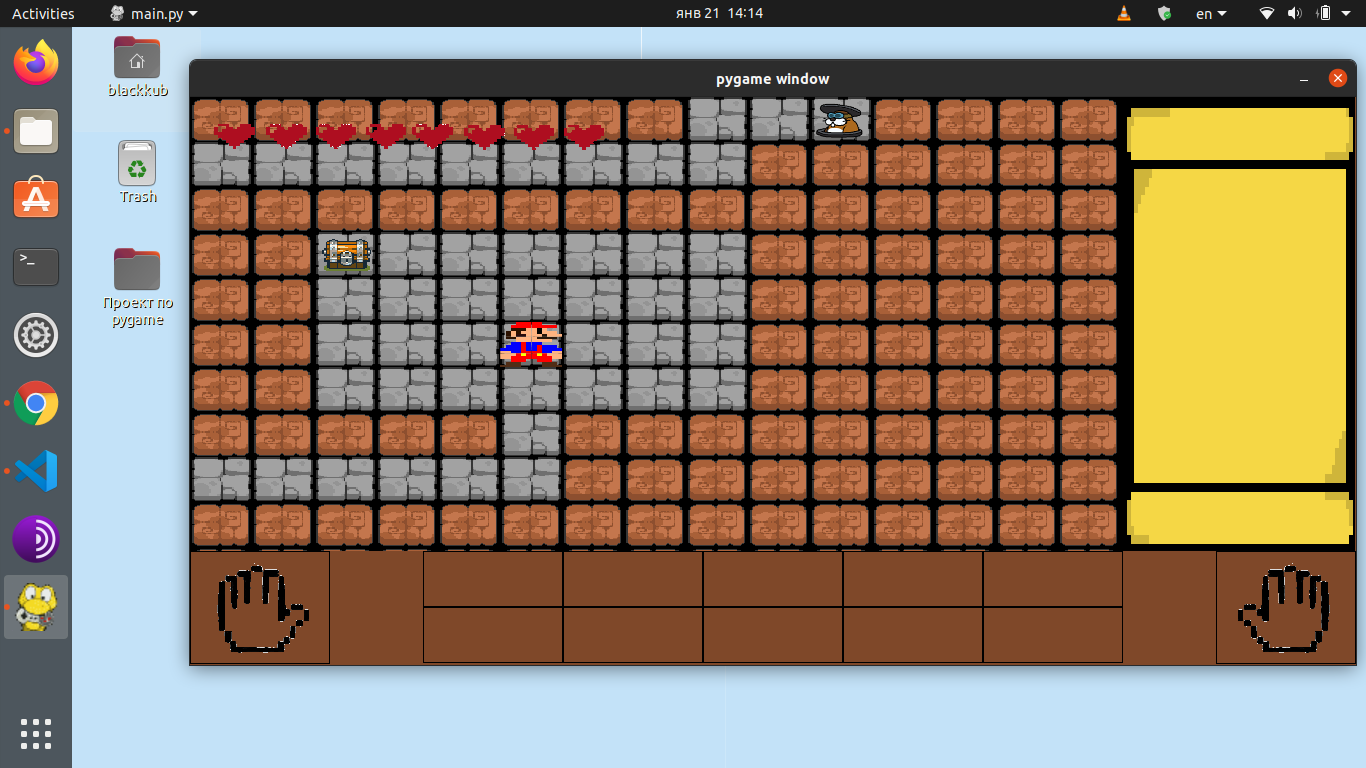 Activities
main.py
янв 21 14:14
en
blackkub
pygame window
Trash
Проект по
pygame
>_